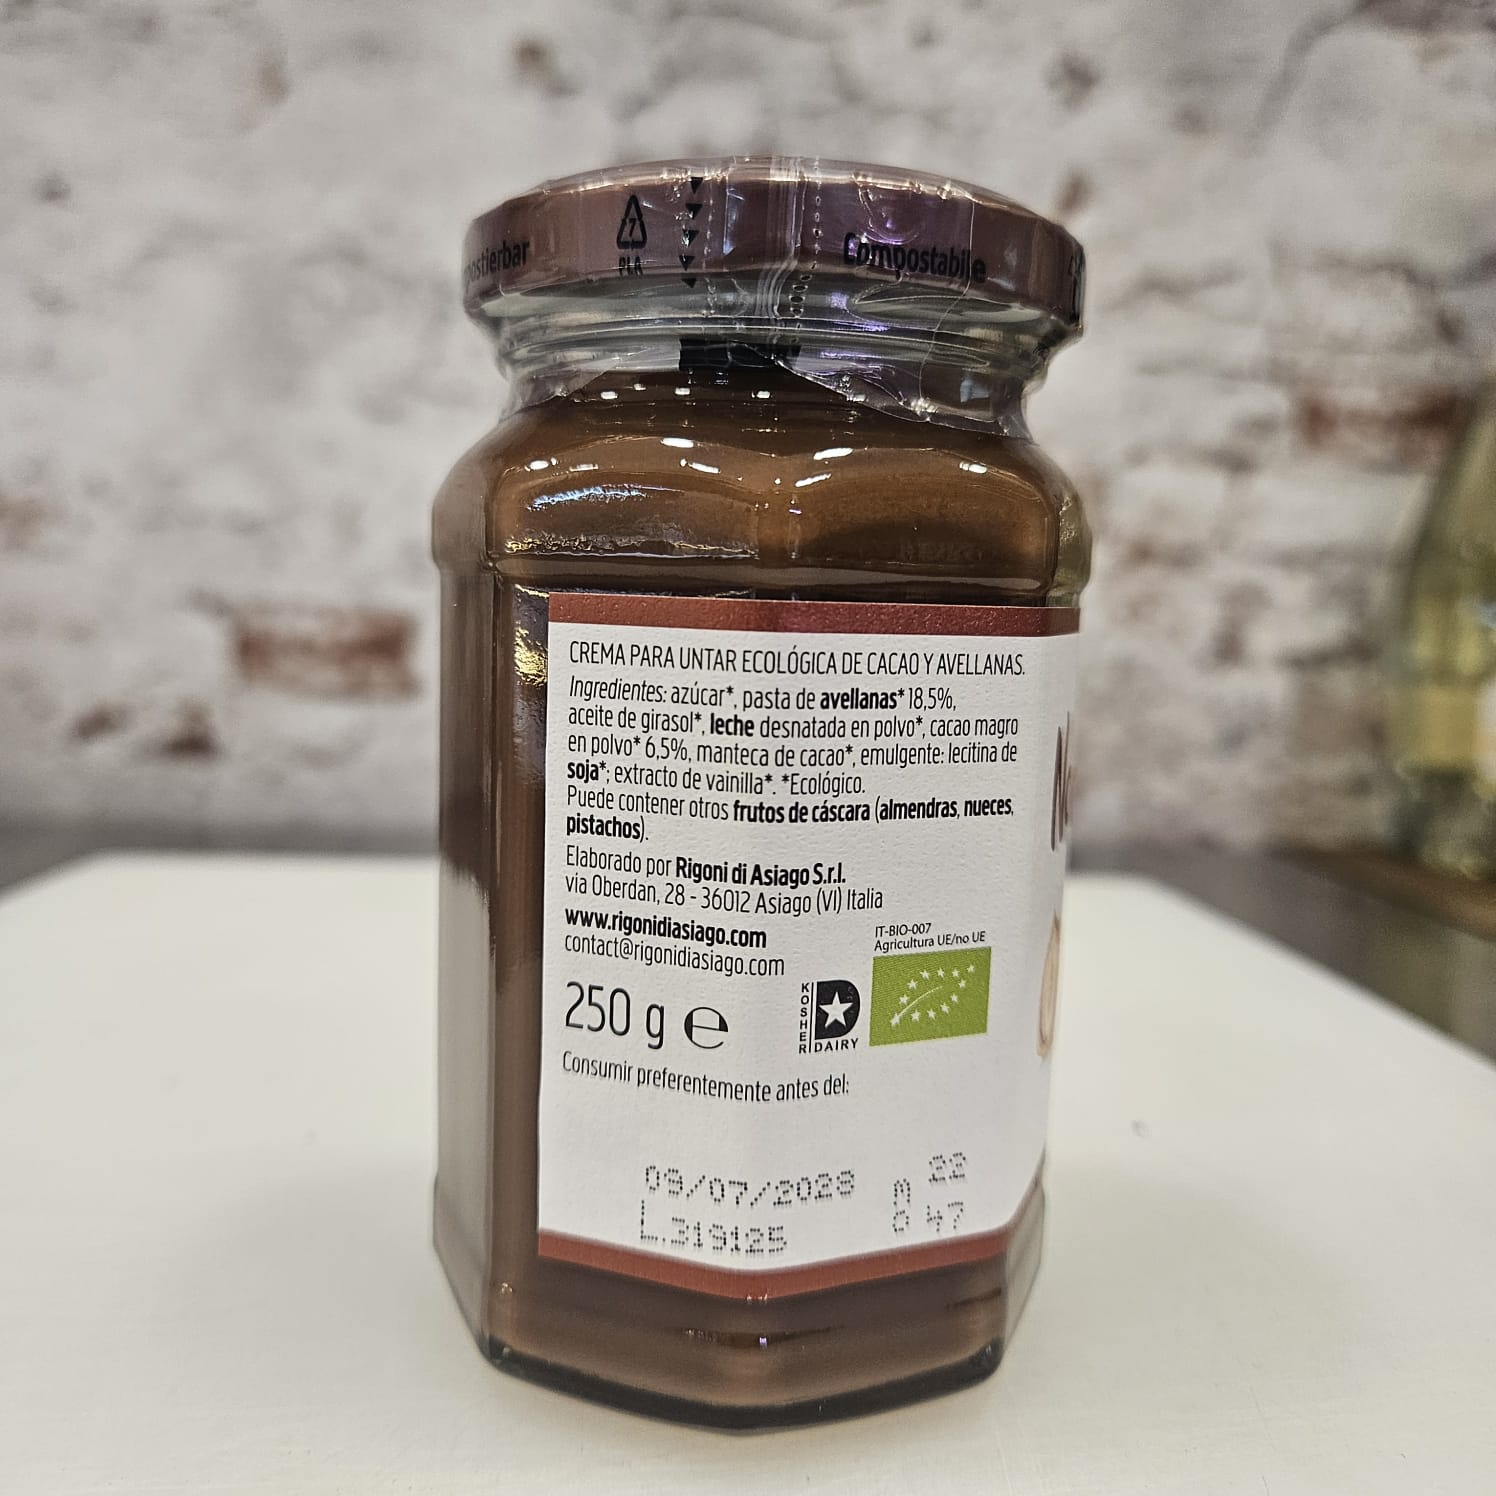 7
PLA
Compostabile
CREMA PARA UNTAR ECOLÓGICA DE CACAO Y AVELLANAS.
Ingredientes: azúcar*, pasta de avellanas* 18,5%,
aceite de girasol*, leche desnatada en polvo*, cacao magro
en polvo* 6,5%, manteca de cacao*, emulgente: lecitina de
soja*; extracto de vainilla*. *Ecológico.
Puede contener otros frutos de cáscara (almendras, nueces,
pistachos).
Elaborado por Rigoni di Asiago S.r.l.
via Oberdan, 28 - 36012 Asiago (VI) Italia
www.rigonidiasiago.com
contact@rigonidiasiago.com
IT-BIO-007
Agricultura UE/no UE
250 g e
KOSHER
D
DAIRY
Consumir preferentemente antes del:
09/07/2028 M 22
L.319125 47